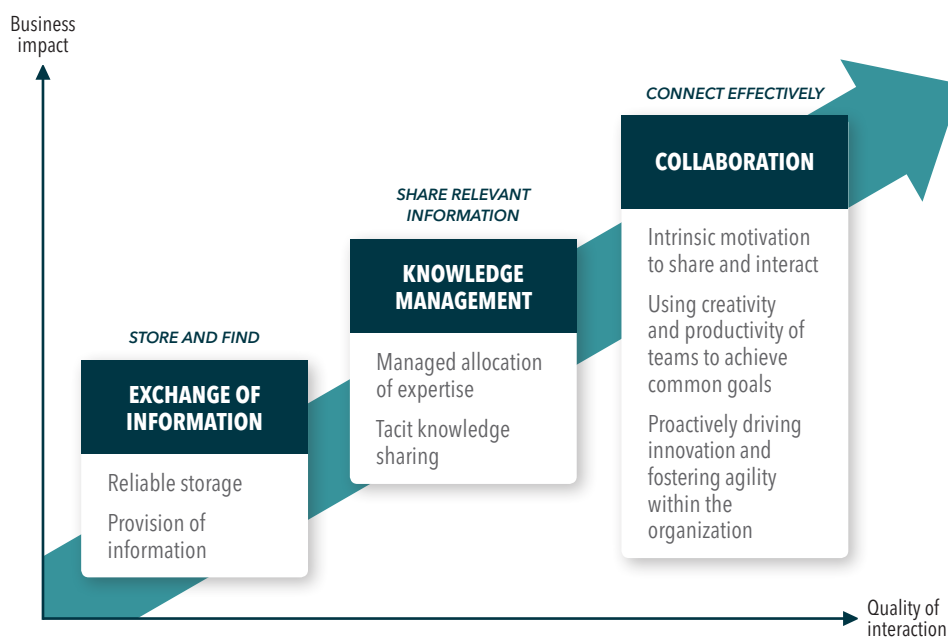 Business
impact
CONNECT EFFECTIVELY
COLLABORATION
Intrinsic motivation
to share and interact
Using creativity
and productivity of
teams to achieve
common goals
Proactively driving
innovation and
fostering agility
within the
organization
SHARE RELEVANT
INFORMATION
KNOWLEDGE
MANAGEMENT
Managed allocation
of expertise
Tacit knowledge
sharing
STORE AND FIND
EXCHANGE OF
INFORMATION
Reliable storage
Provision of
information
Quality of
interaction